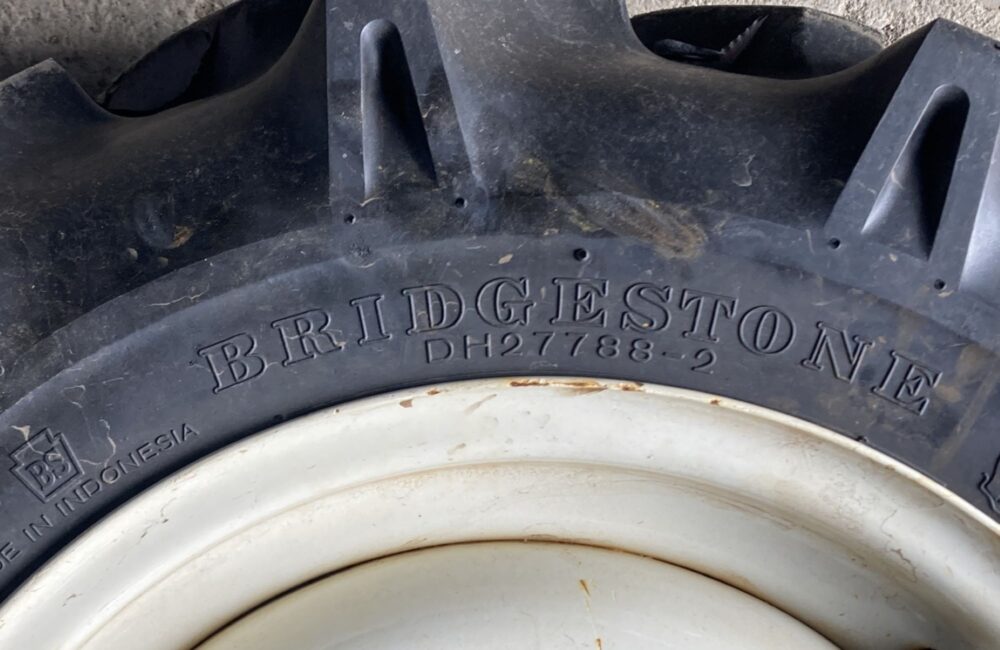 BRIDGESTONE
DH27788-2
BS
DE IN INDONESIA